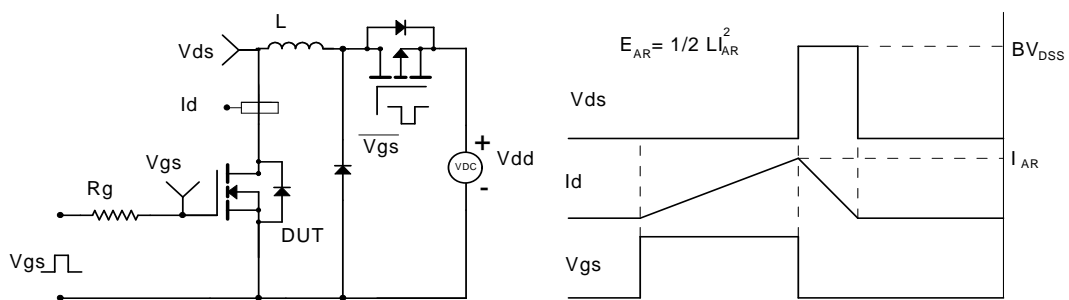 L
Vds
Id
Vgs
Rg
DUT
Vgs
Vgs
+
VDC
-
Vdd
E_AR = 1/2 LI_AR^2
BV_DSS
Vds
I_AR
Id
Vgs